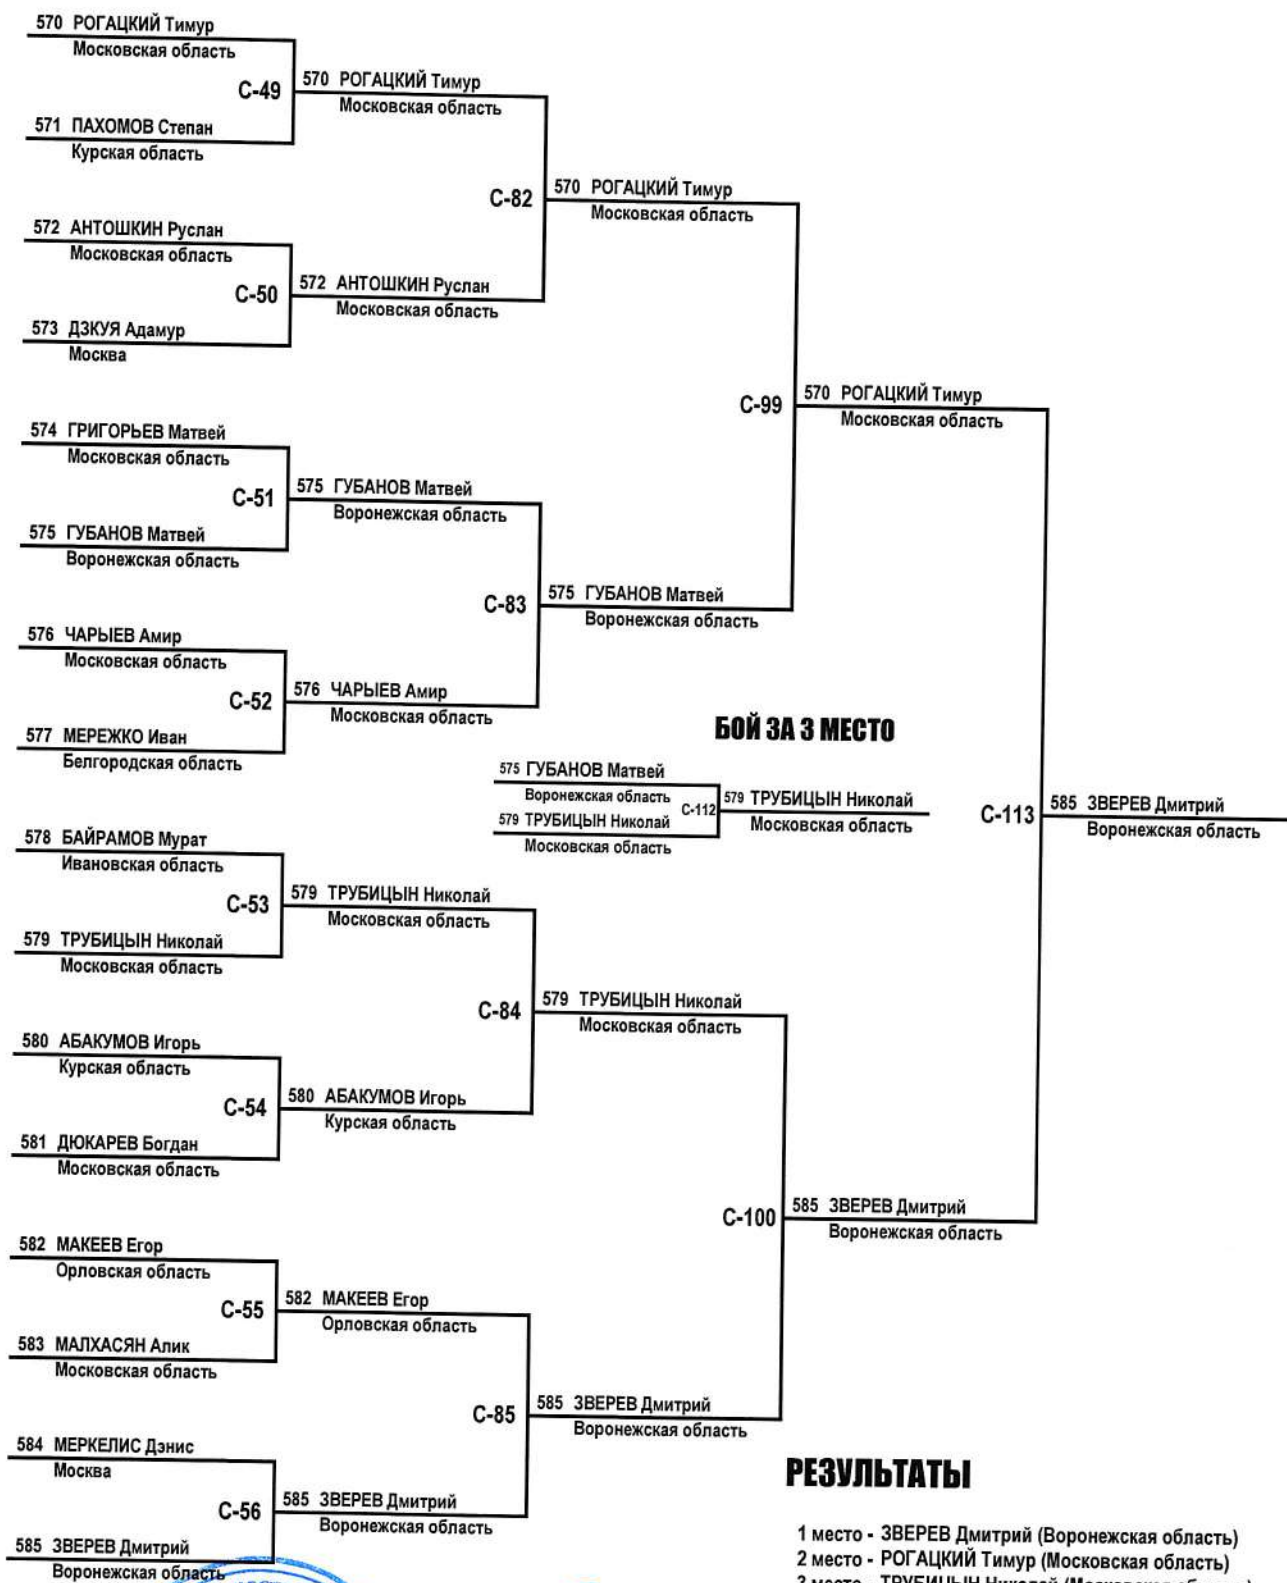 570 РОГАЦКИЙ Тимур
Московская область
С-49
571 ПАХОМОВ Степан
Курская область
570 РОГАЦКИЙ Тимур
Московская область
572 АНТОШКИН Руслан
Московская область
С-50
573 ДЗКУЯ Адамур
Москва
572 АНТОШКИН Руслан
Московская область
С-82
570 РОГАЦКИЙ Тимур
Московская область
574 ГРИГОРЬЕВ Матвей
Московская область
С-51
575 ГУБАНОВ Матвей
Воронежская область
575 ГУБАНОВ Матвей
Воронежская область
576 ЧАРЫЕВ Амир
Московская область
С-52
577 МЕРЕЖКО Иван
Белгородская область
576 ЧАРЫЕВ Амир
Московская область
С-83
575 ГУБАНОВ Матвей
Воронежская область
С-99
570 РОГАЦКИЙ Тимур
Московская область
БОЙ ЗА 3 МЕСТО
575 ГУБАНОВ Матвей
Воронежская область
С-112
579 ТРУБИЦЫН Николай
Московская область
579 ТРУБИЦЫН Николай
Московская область
С-113
585 ЗВЕРЕВ Дмитрий
Воронежская область
578 БАЙРАМОВ Мурат
Ивановская область
С-53
579 ТРУБИЦЫН Николай
Московская область
579 ТРУБИЦЫН Николай
Московская область
580 АБАКУМОВ Игорь
Курская область
С-54
581 ДЮКАРЕВ Богдан
Московская область
580 АБАКУМОВ Игорь
Курская область
С-84
579 ТРУБИЦЫН Николай
Московская область
582 МАКЕЕВ Егор
Орловская область
С-55
583 МАЛХАСЯН Алик
Московская область
582 МАКЕЕВ Егор
Орловская область
584 МЕРКЕЛИС Дэнис
Москва
С-56
585 ЗВЕРЕВ Дмитрий
Воронежская область
585 ЗВЕРЕВ Дмитрий
Воронежская область
С-85
585 ЗВЕРЕВ Дмитрий
Воронежская область
С-100
585 ЗВЕРЕВ Дмитрий
Воронежская область
РЕЗУЛЬТАТЫ
1 место - ЗВЕРЕВ Дмитрий (Воронежская область)
2 место - РОГАЦКИЙ Тимур (Московская область)
3 место - ТРУБИЦЫН Николай (Московская область)